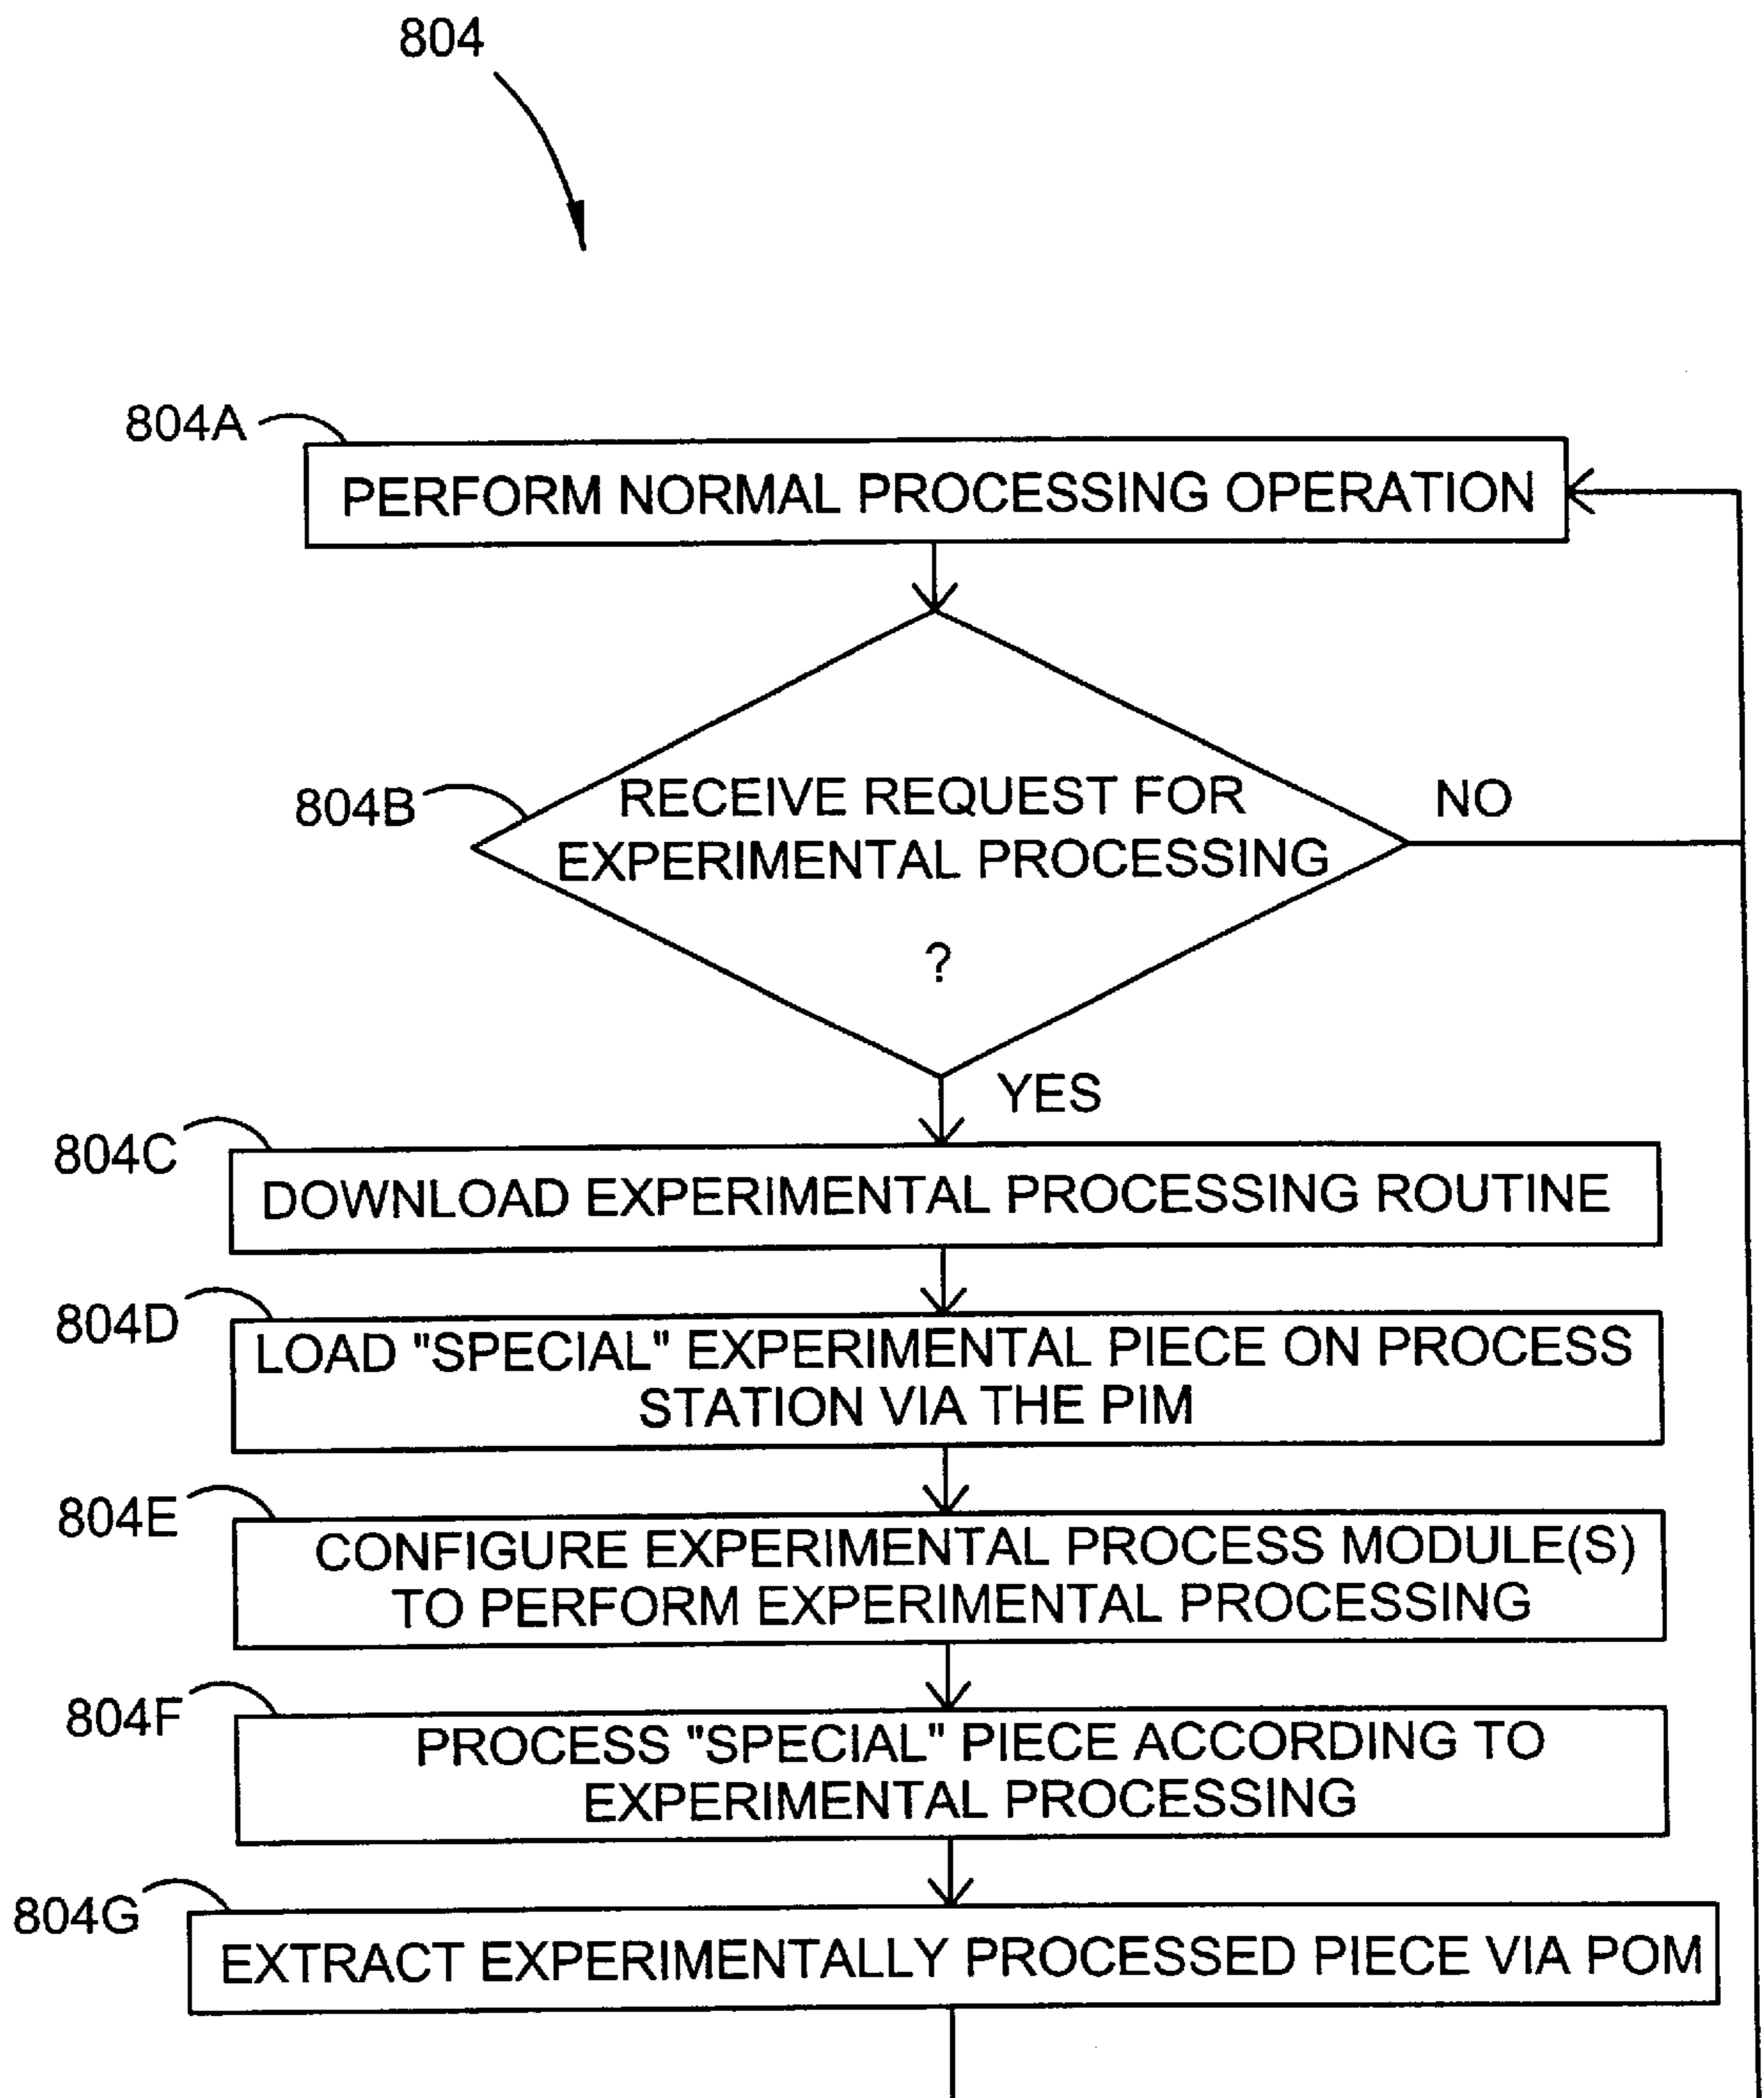 804
804A
PERFORM NORMAL PROCESSING OPERATION
804B
RECEIVE REQUEST FOR
EXPERIMENTAL PROCESSING
?
NO
YES
804C
DOWNLOAD EXPERIMENTAL PROCESSING ROUTINE
804D
LOAD "SPECIAL" EXPERIMENTAL PIECE ON PROCESS
STATION VIA THE PIM
804E
CONFIGURE EXPERIMENTAL PROCESS MODULE(S)
TO PERFORM EXPERIMENTAL PROCESSING
804F
PROCESS "SPECIAL" PIECE ACCORDING TO
EXPERIMENTAL PROCESSING
804G
EXTRACT EXPERIMENTALLY PROCESSED PIECE VIA POM